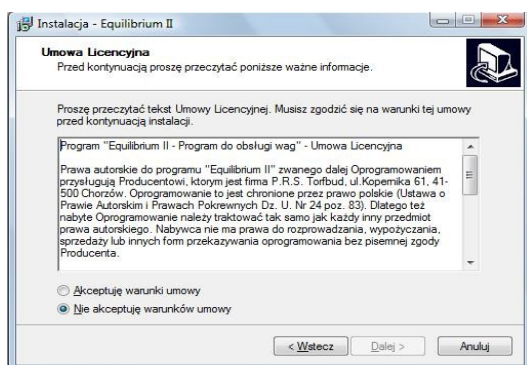 Instalacja - Equilibrium II
Umowa Licencyjna
Przed kontynuacją proszę przeczytać poniższe ważne informacje.
Proszę przeczytać tekst Umowy Licencyjnej. Musisz zgodzić się na warunki tej umowy
przed kontynuacją instalacji.
Program "Equilibrium II - Program do obsługi wag" - Umowa Licencyjna
Prawa autorskie do programu "Equilibrium II" zwanego dalej Oprogramowaniem
przysługują Producentowi, ktorym jest firma P.R.S. Torfbud, ul.Kopernika 61, 41-
500 Chorzów. Oprogramowanie to jest chronione przez prawo polskie (Ustawa o
Prawie Autorskim i Prawach Pokrewnych Dz. U. Nr 24 poz. 83). Dlatego też
nabyte Oprogramowanie należy traktować tak samo jak każdy inny przedmiot
prawa autorskiego. Nabywca nie ma prawa do rozprowadzania, wypożyczania,
sprzedaży lub innych form przekazywania oprogramowania bez pisemnej zgody
Producenta.
Akceptuję warunki umowy
Nie akceptuję warunków umowy
< Wstecz
Dalej >
Anuluj